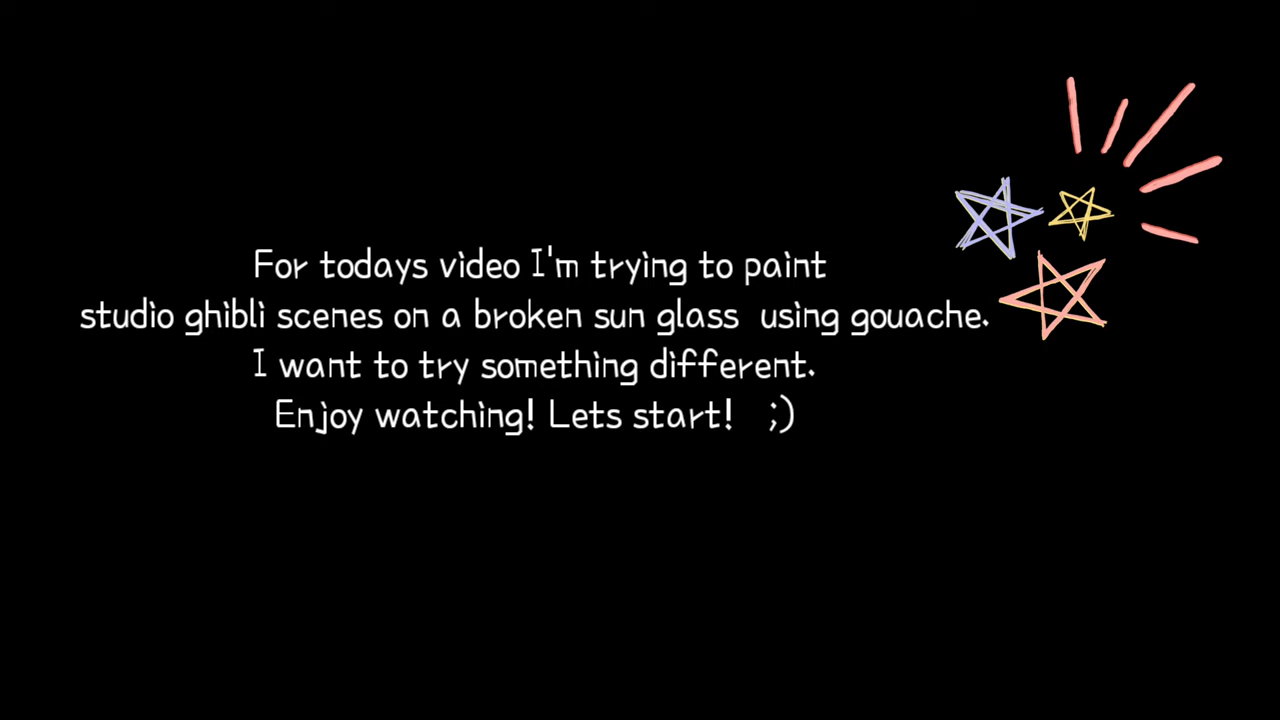 For todays video I'm trying to paint
studio ghibli scenes on a broken sun glass  using gouache.
I want to try something different.
Enjoy watching! Lets start!   ;)